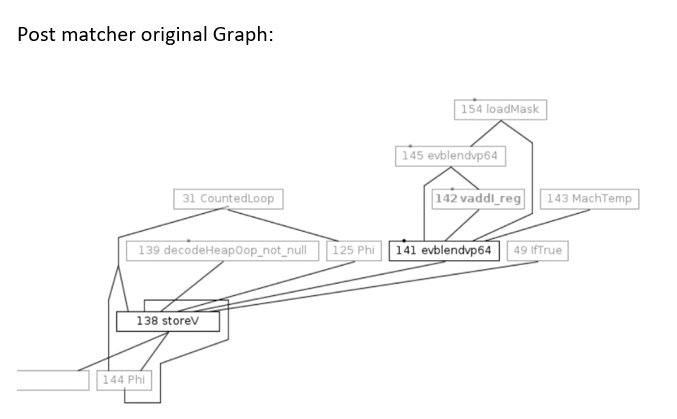 Post matcher original Graph:
154 loadMask
145 evblendvp64
31 CountedLoop
142 vaddI_reg
143 MachTemp
139 decodeHeapOop_not_null
125 Phi
141 evblendvp64
49 IfTrue
138 storeV
144 Phi